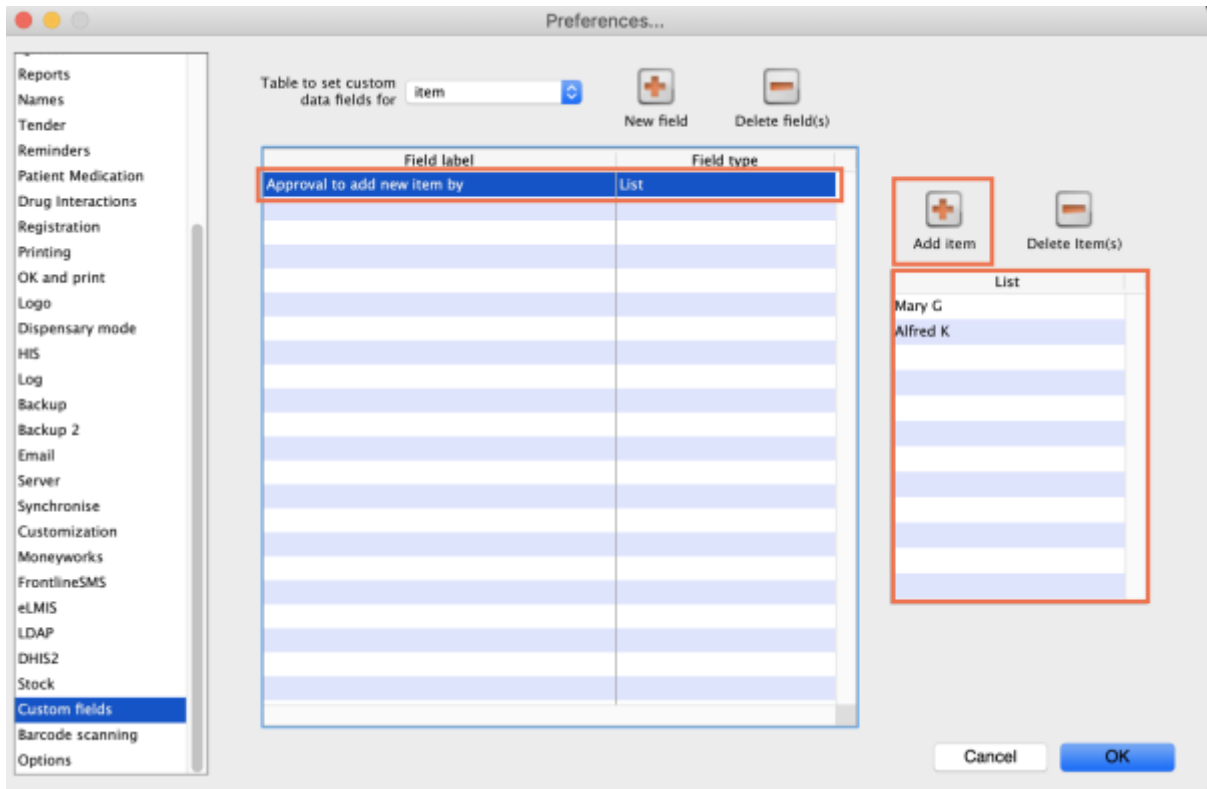 Preferences...
Reports
Names
Tender
Reminders
Patient Medication
Drug Interactions
Registration
Printing
OK and print
Logo
Dispensary mode
HIS
Log
Backup
Backup 2
Email
Server
Synchronise
Customization
Moneyworks
FrontlineSMS
eLMIS
LDAP
DHIS2
Stock
Custom fields
Barcode scanning
Options
Table to set custom
data fields for
item
New field
Delete field(s)
Field label
Field type
Approval to add new item by
List
Add item
Delete Item(s)
List
Mary G
Alfred K
Cancel
OK